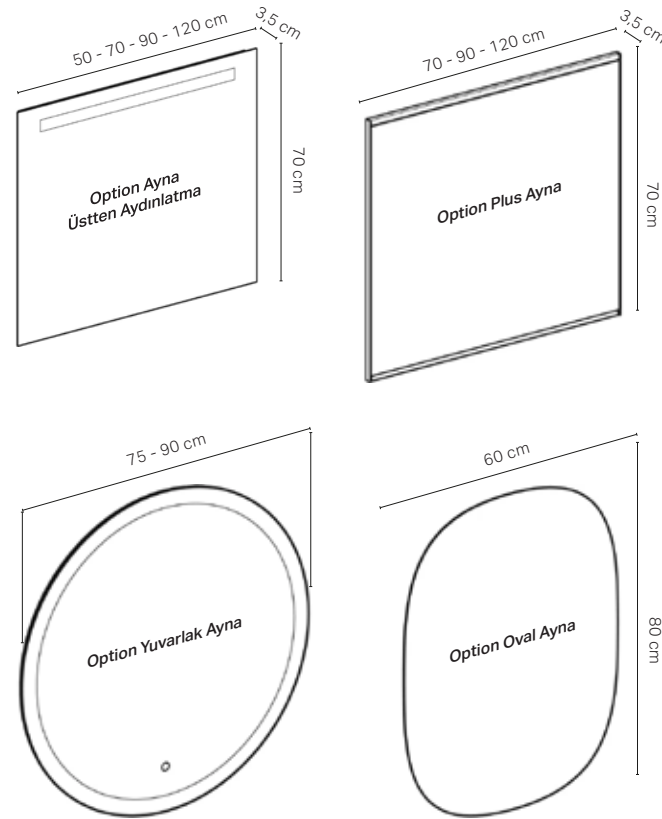 50 - 70 - 90 - 120 cm
3,5 cm
70 cm
Option Ayna
Üstten Aydınlatma
70 - 90 - 120 cm
3,5 cm
70 cm
Option Plus Ayna
75 - 90 cm
Option Yuvarlak Ayna
60 cm
80 cm
Option Oval Ayna